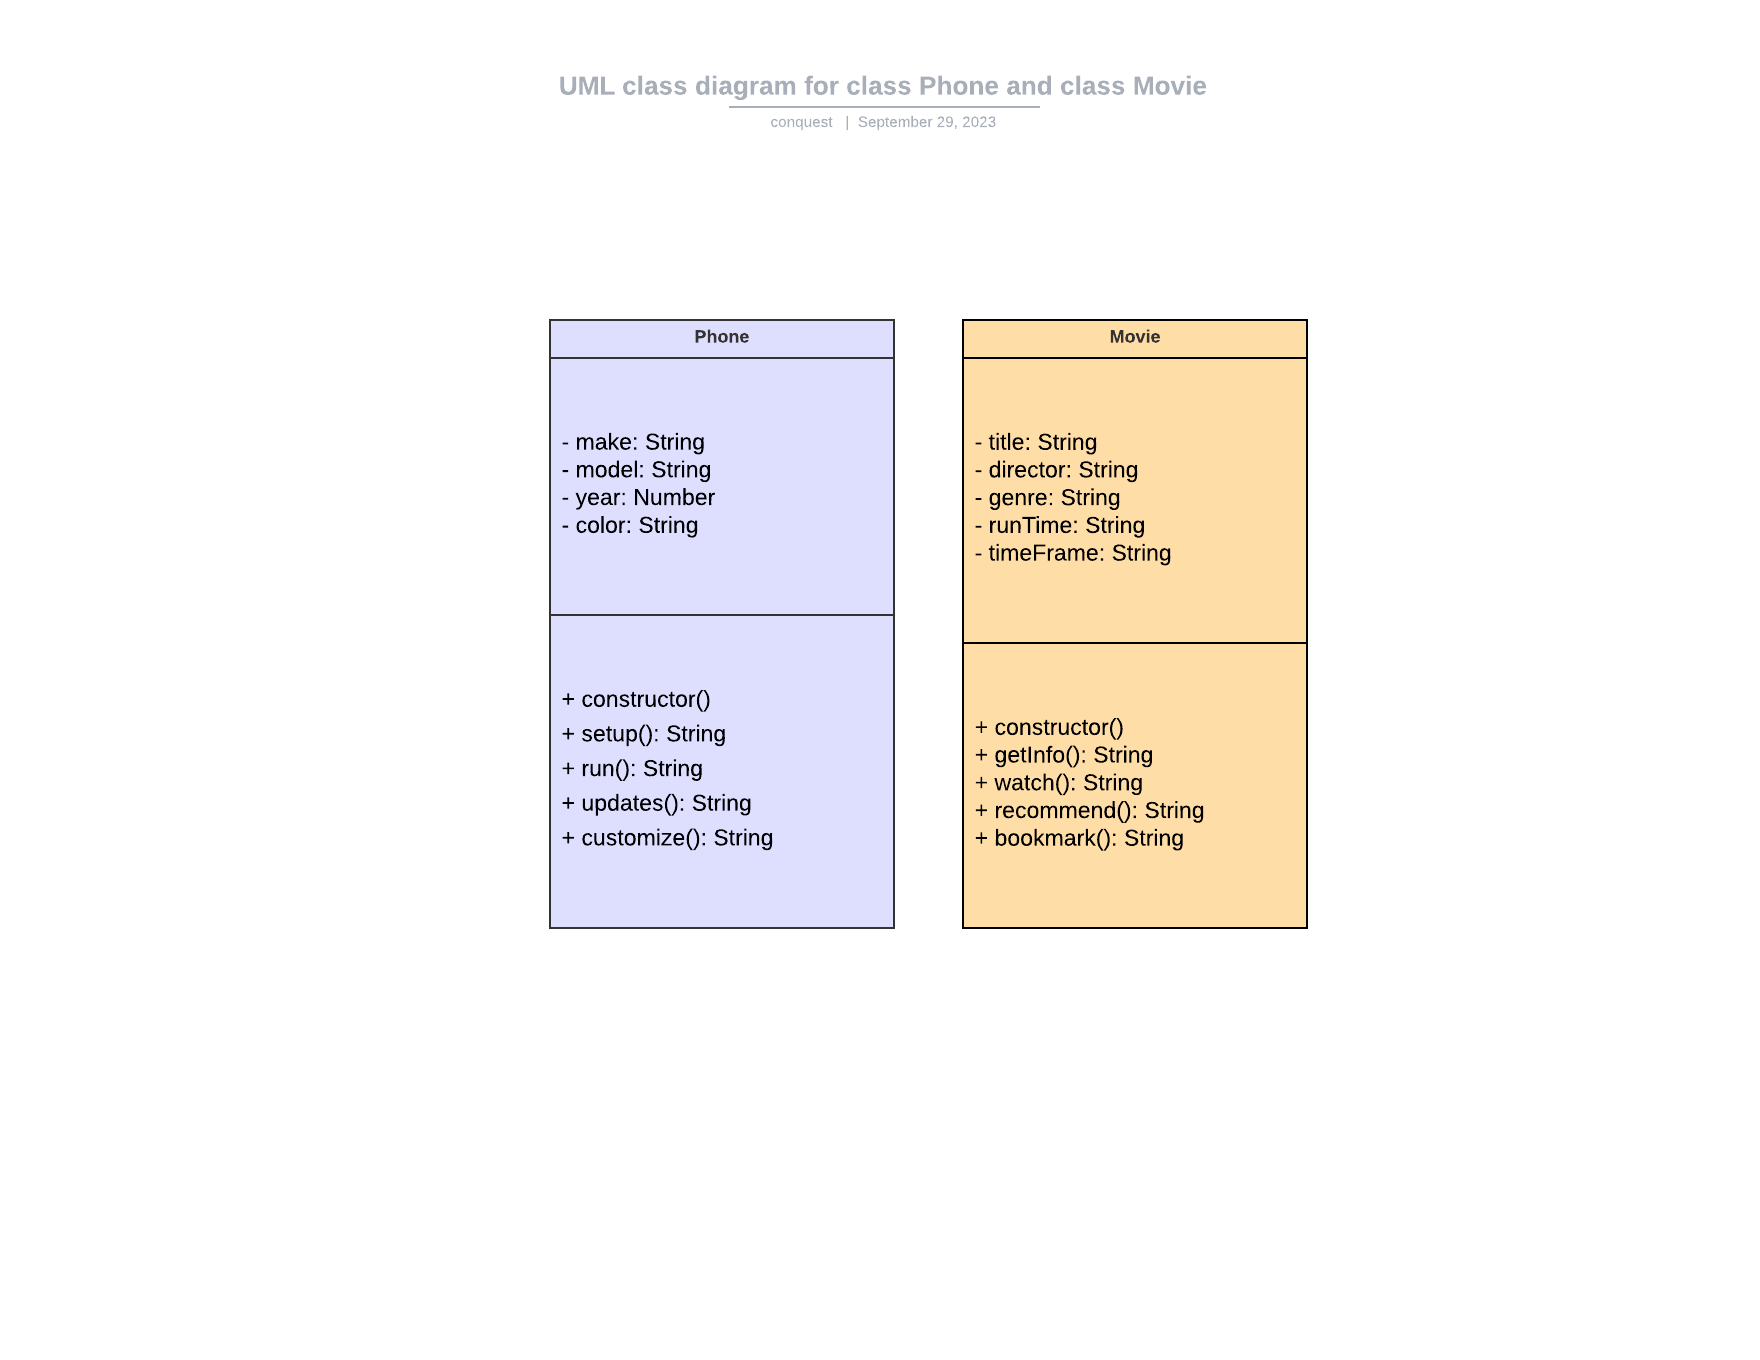 UML class diagram for class Phone and class Movie
conquest | September 29, 2023
Phone
- make: String
- model: String
- year: Number
- color: String
+ constructor()
+ setup(): String
+ run(): String
+ updates(): String
+ customize(): String
Movie
- title: String
- director: String
- genre: String
- runTime: String
- timeFrame: String
+ constructor()
+ getInfo(): String
+ watch(): String
+ recommend(): String
+ bookmark(): String